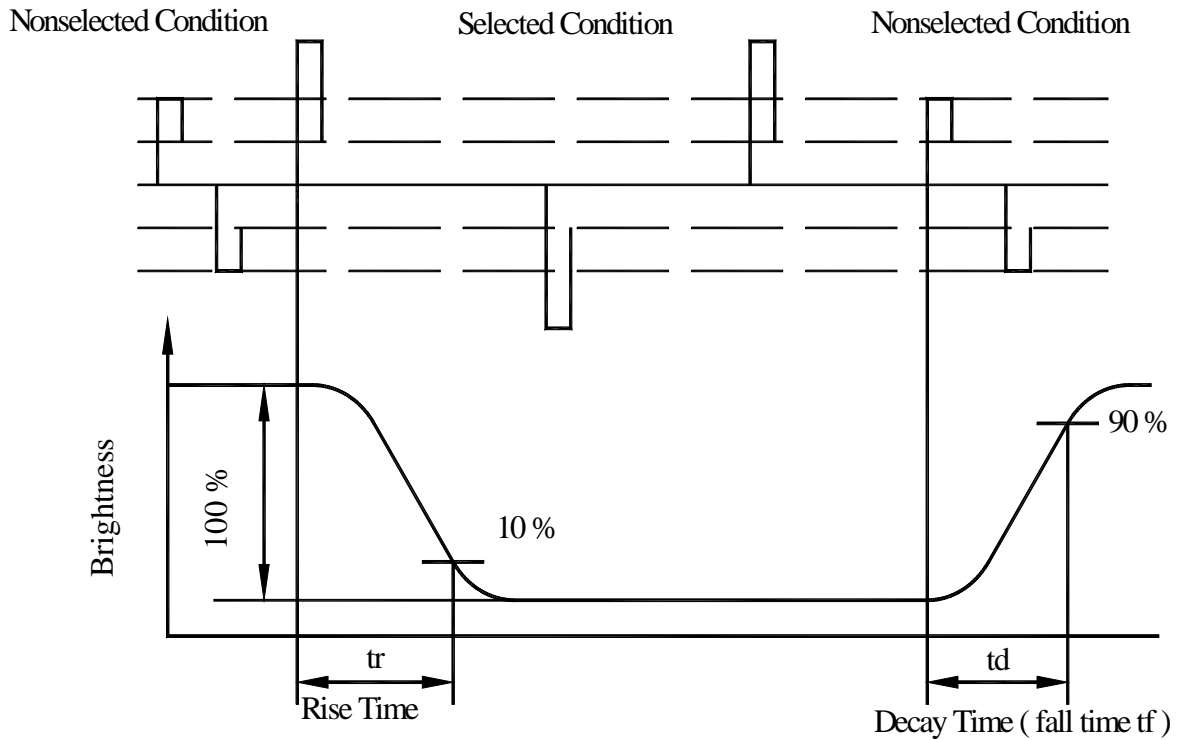 Nonselected Condition
Selected Condition
Nonselected Condition
Brightness
100 %
10 %
90 %
tr
Rise Time
td
Decay Time ( fall time tf )